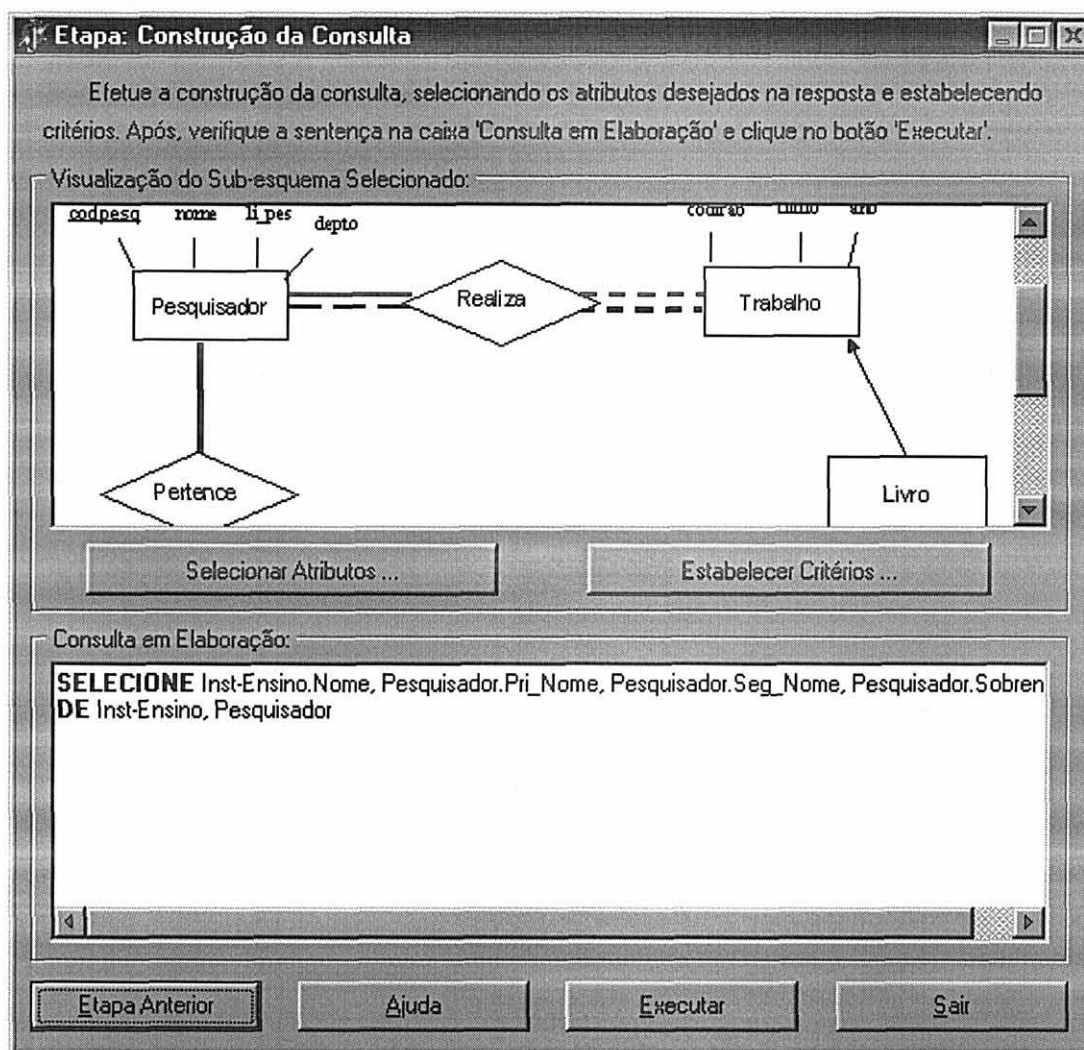 Etapa: Construção da Consulta
Efetue a construção da consulta, selecionando os atributos desejados na resposta e estabelecendo
critérios. Após, verifique a sentença na caixa 'Consulta em Elaboração' e clique no botão 'Executar'.
Visualização do Sub-esquema Selecionado:
codpesq nome li_pes depto
Pesquisador Realiza Trabalho
Pertence Livro
Selecionar Atributos ... Estabelecer Critérios ...
Consulta em Elaboração:
SELECIONE Inst-Ensino.Nome, Pesquisador.Pri_Nome, Pesquisador.Seg_Nome, Pesquisador.Sobren
DE Inst-Ensino, Pesquisador
Etapa Anterior Ajuda Executar Sair